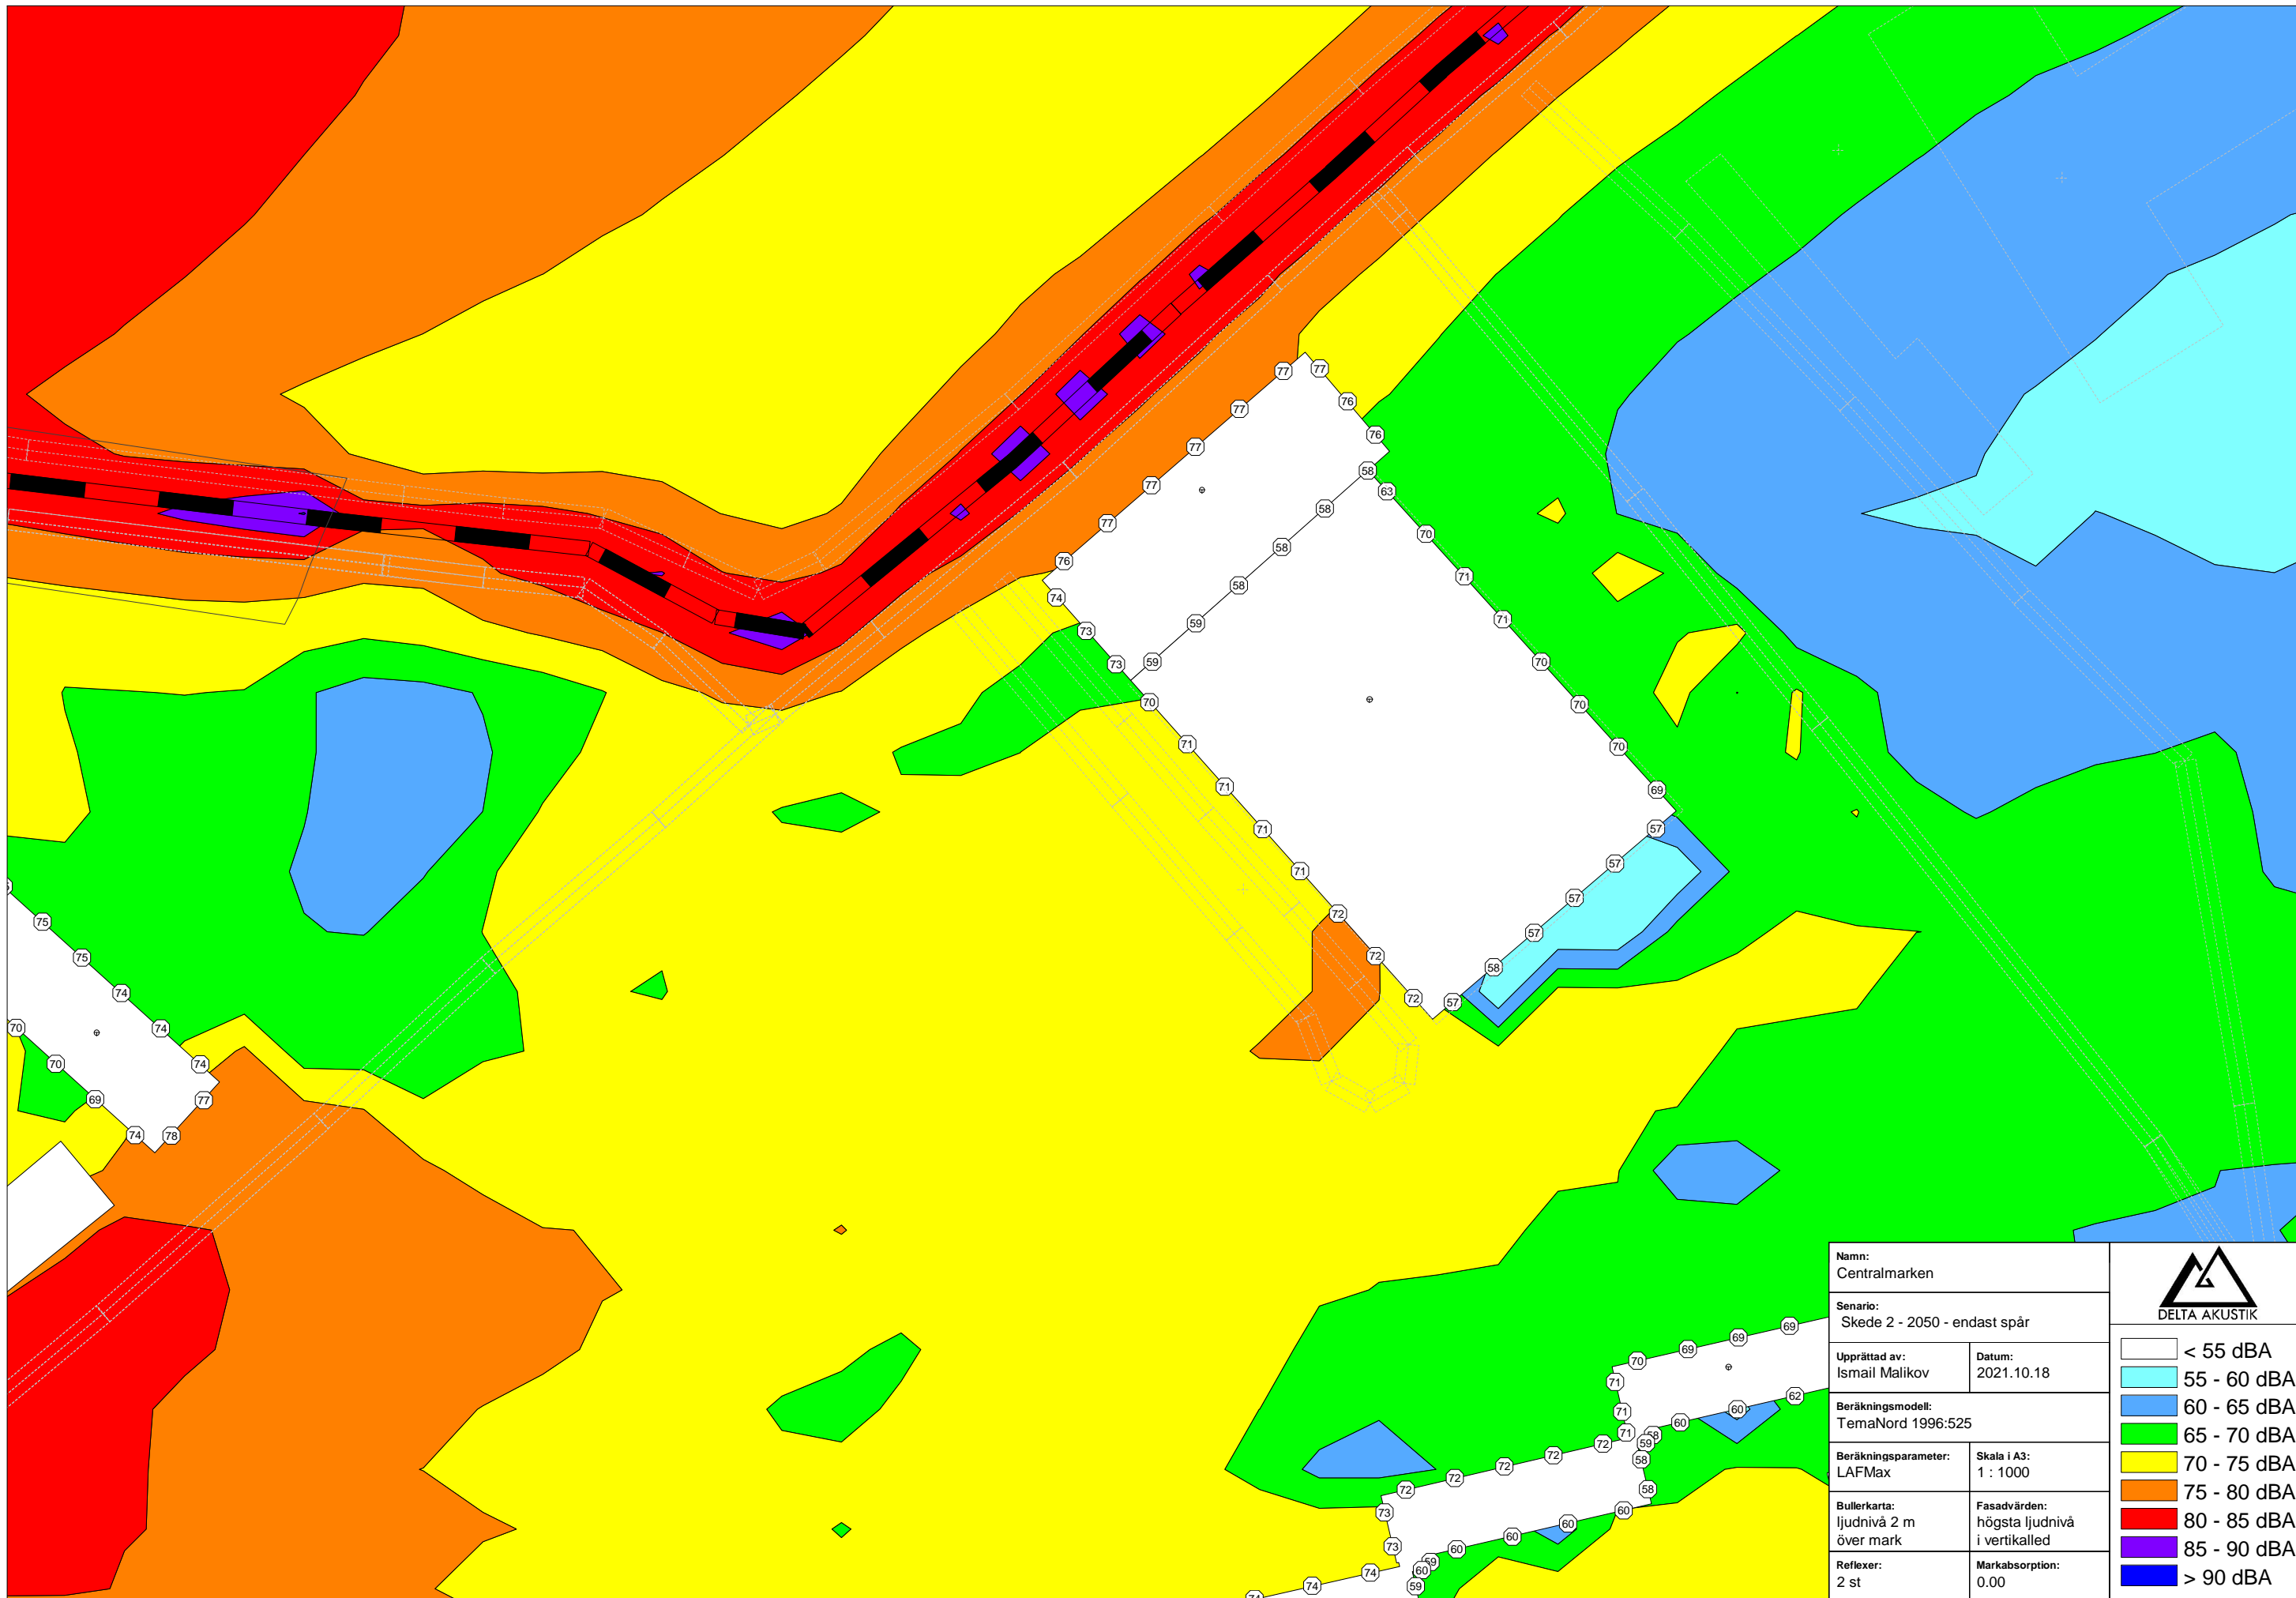 77 77
77 76
77 76
77 58
63
77 58 70
76 58 71
74 58 71
73 59 70
73 59 70
70 70
71 69
71 57
71 57
71 57
72 57
72 58
72 57
75
75
74
74
74
70
70
69
77
74 78
69
69
69
70
71
71
71
58
59
58
58
62
60
60
72
72
72
72
72
73
73
60
60
60
60
59
60
59
74
74
74
Namn:
Centralmarken
Senario:
Skede 2 - 2050 - endast spår
Upprättad av:
Ismail Malikov
Datum:
2021.10.18
Beräkningsmodell:
TemaNord 1996:525
Beräkningsparameter:
LAFMax
Skala i A3:
1 : 1000
Bullerkarta:
ljudnivå 2 m
över mark
Fasadvärden:
högsta ljudnivå
i vertikalled
Reflexer:
2 st
Markabsorption:
0.00
DELTA AKUSTIK
< 55 dBA
55 - 60 dBA
60 - 65 dBA
65 - 70 dBA
70 - 75 dBA
75 - 80 dBA
80 - 85 dBA
85 - 90 dBA
> 90 dBA